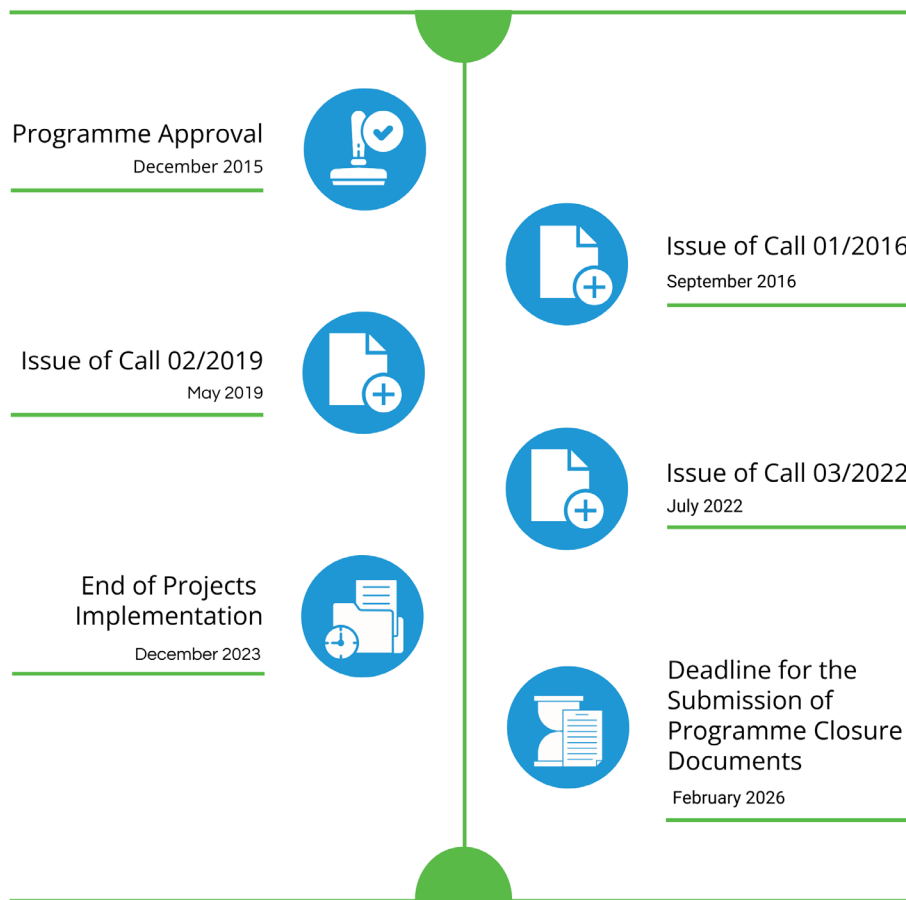 Programme Approval
December 2015
Issue of Call 01/2016
September 2016
Issue of Call 02/2019
May 2019
Issue of Call 03/2022
July 2022
End of Projects
Implementation
December 2023
Deadline for the
Submission of
Programme Closure
Documents
February 2026